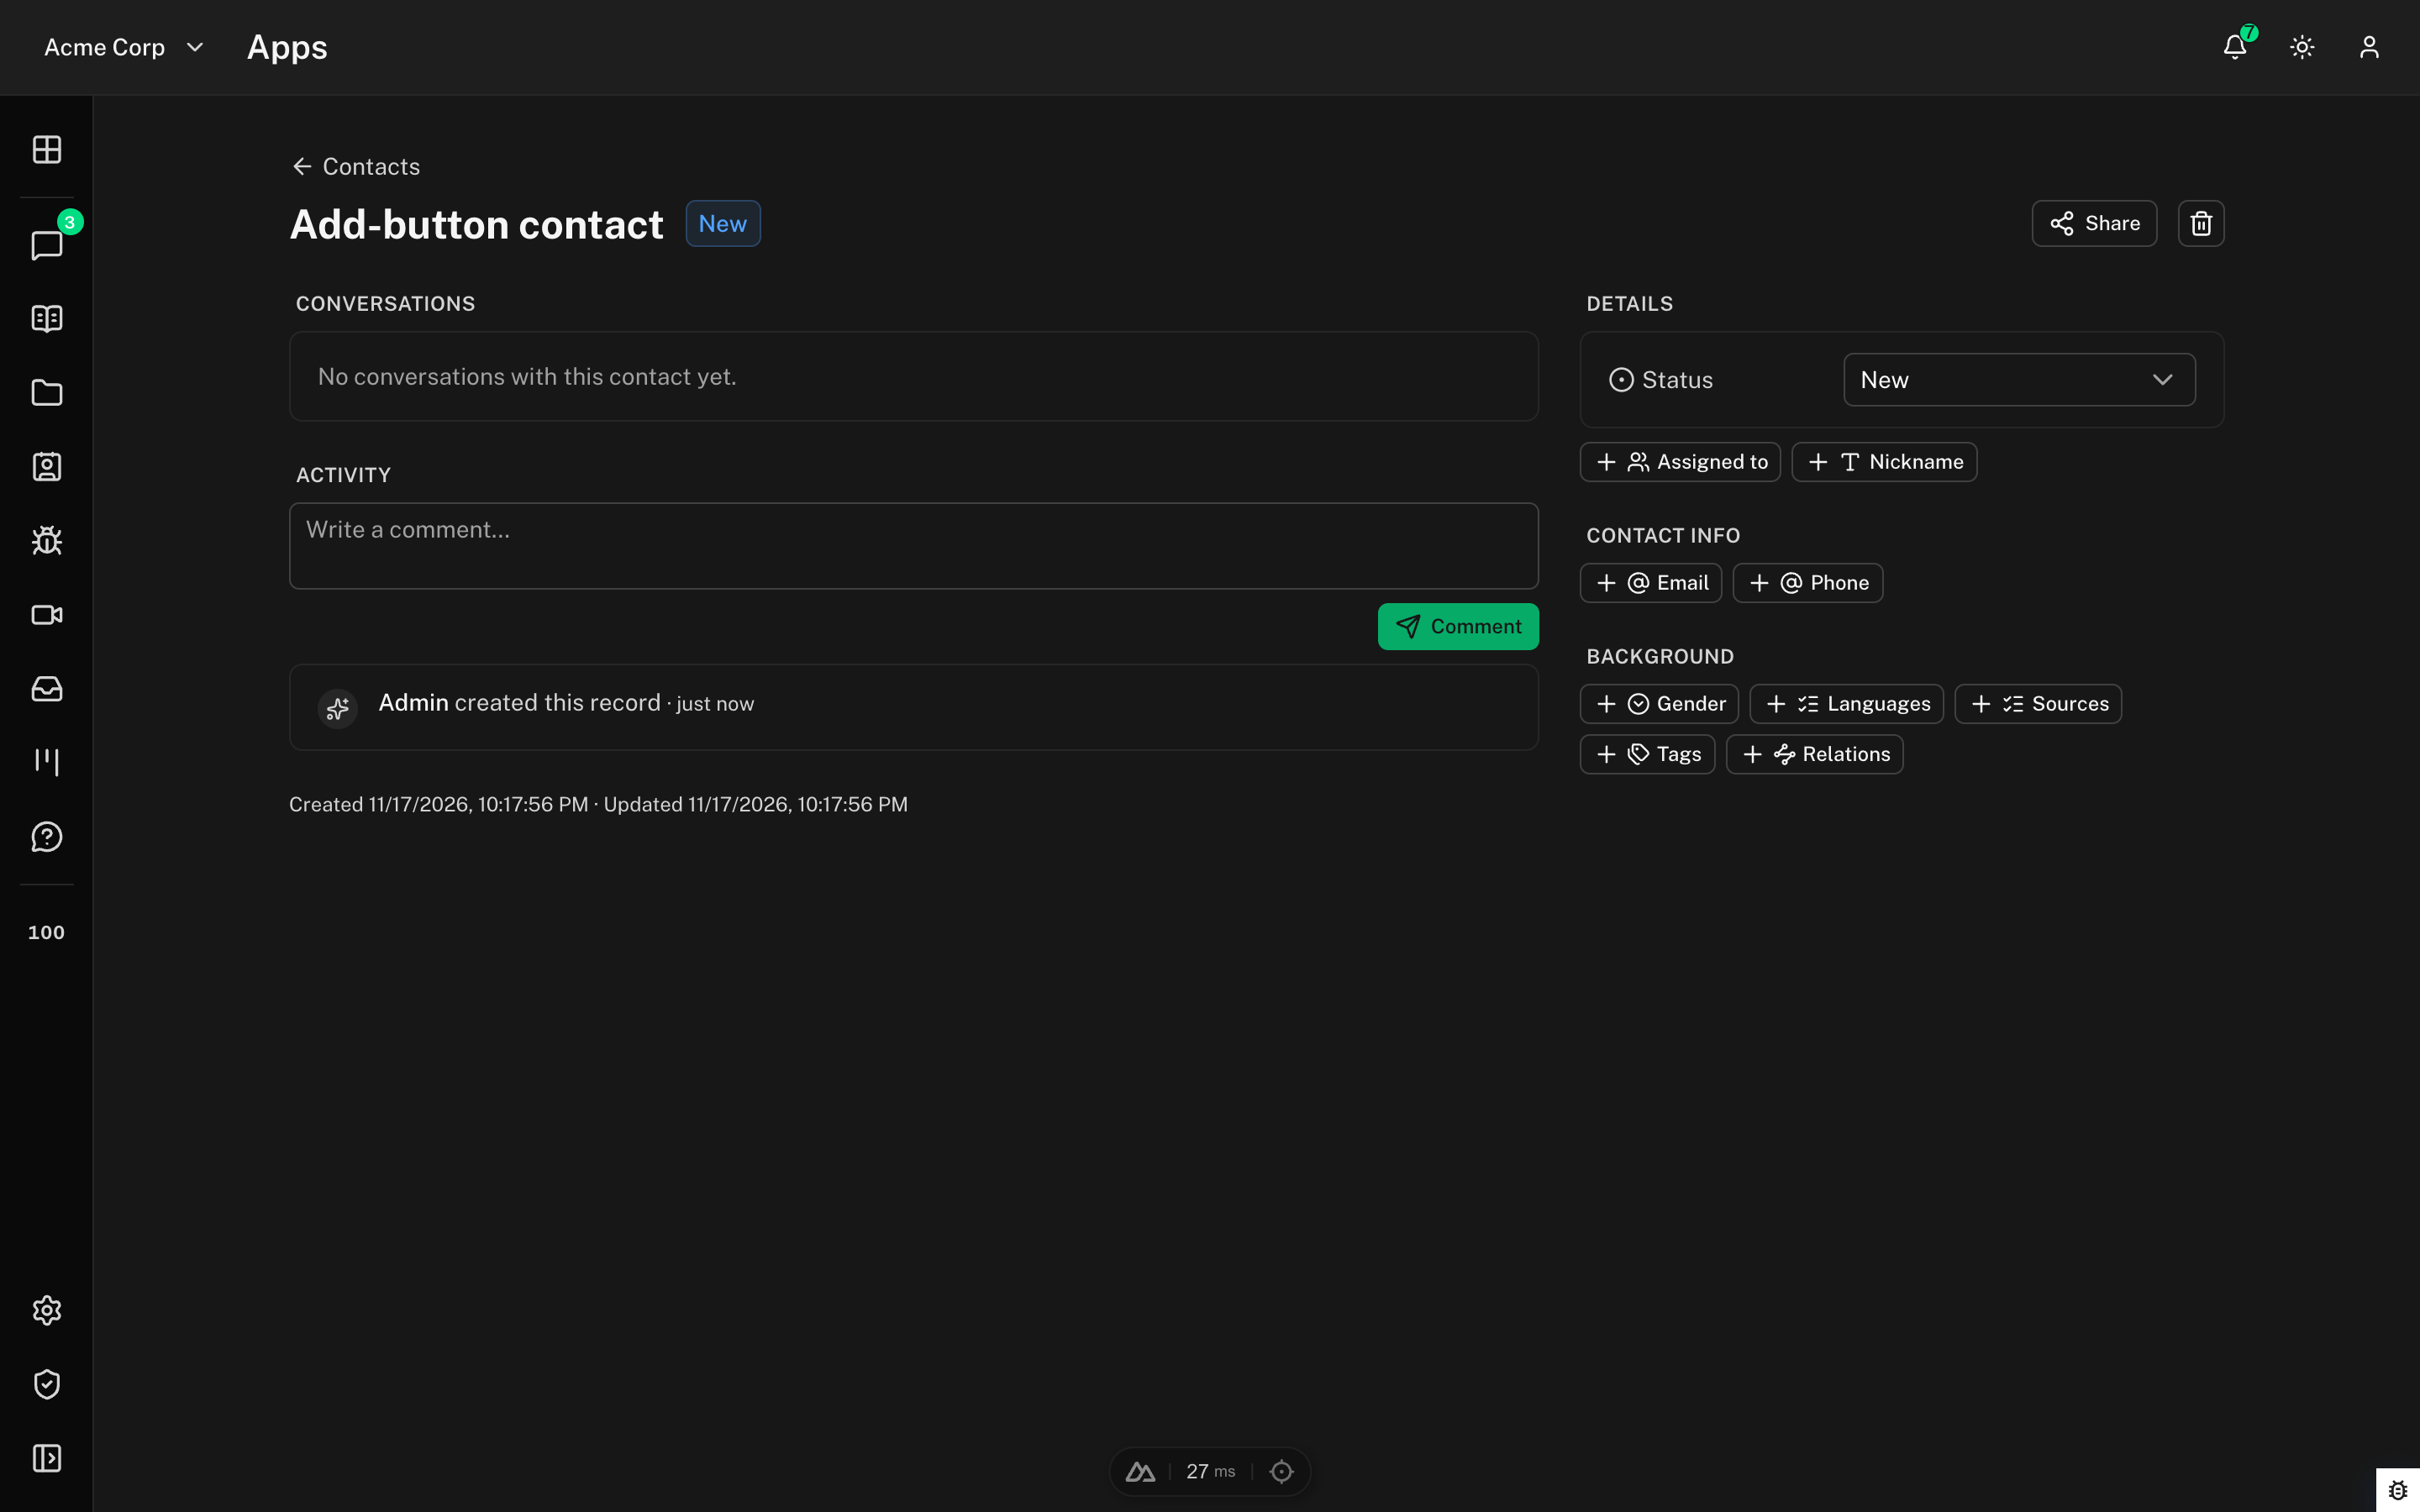 Acme Corp
Apps
7
3
Contacts
Add-button contact
New
Share
CONVERSATIONS
No conversations with this contact yet.
ACTIVITY
Write a comment...
Comment
Admin created this record · just now
Created 11/17/2026, 10:17:56 PM · Updated 11/17/2026, 10:17:56 PM
DETAILS
Status
New
Assigned to
Nickname
CONTACT INFO
Email
Phone
BACKGROUND
Gender
Languages
Sources
Tags
Relations
100
27 ms